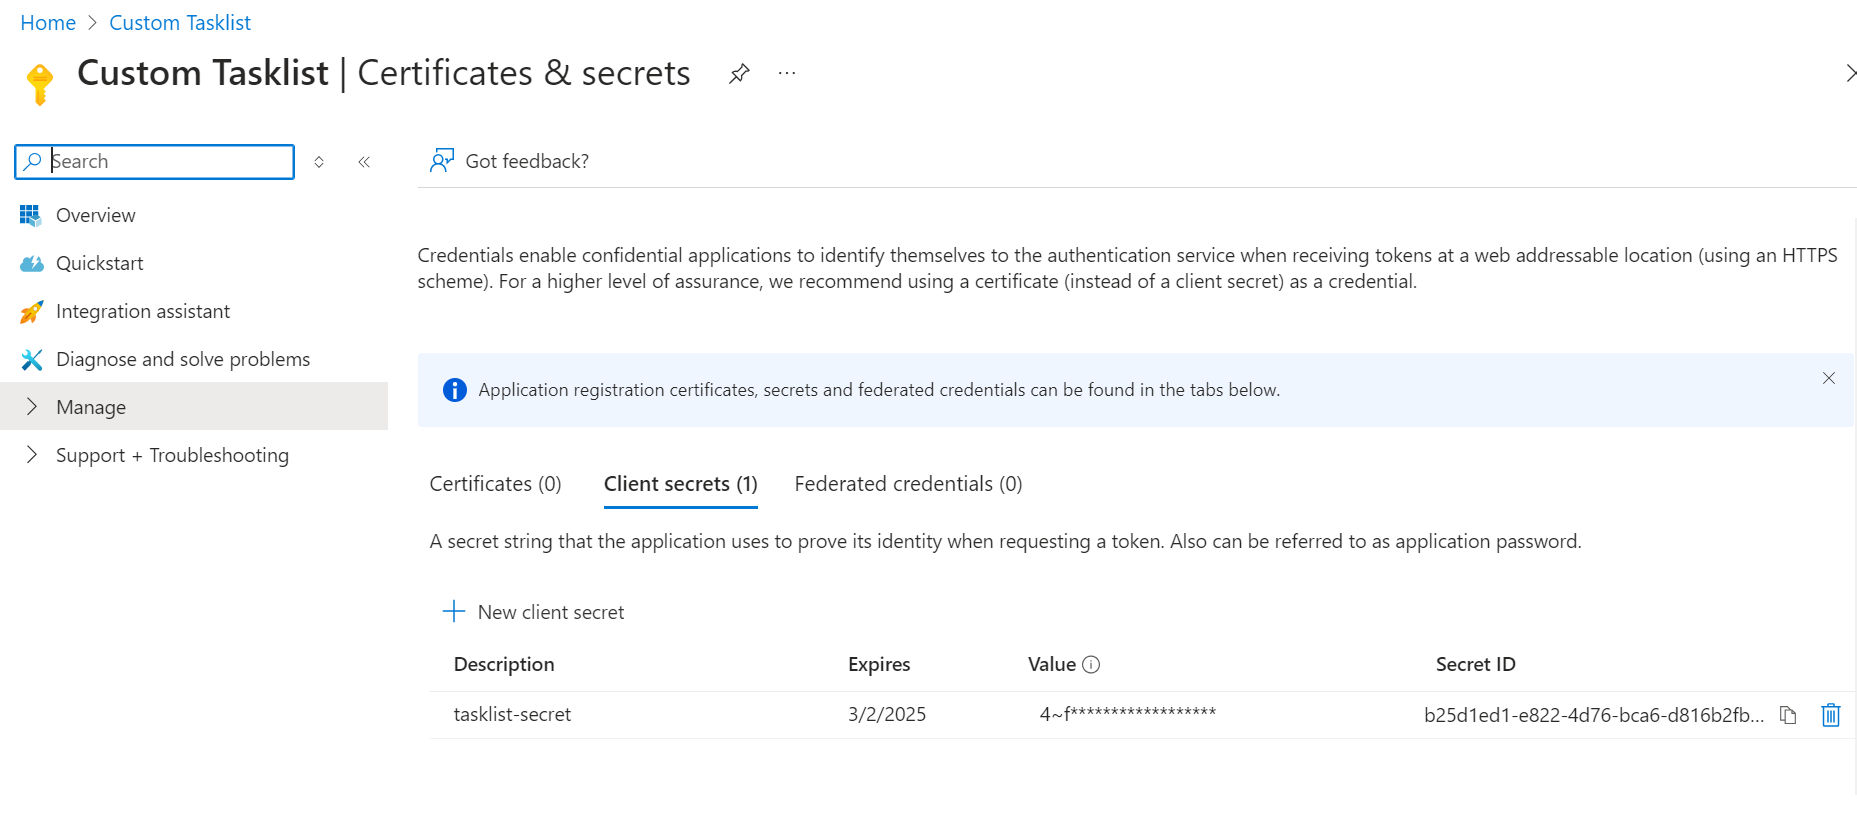 Home > Custom Tasklist
Custom Tasklist | Certificates & secrets
Search
Got feedback?
Overview
Quickstart
Integration assistant
Diagnose and solve problems
Manage
Support + Troubleshooting
Credentials enable confidential applications to identify themselves to the authentication service when receiving tokens at a web addressable location (using an HTTPS
scheme). For a higher level of assurance, we recommend using a certificate (instead of a client secret) as a credential.
Application registration certificates, secrets and federated credentials can be found in the tabs below.
Certificates (0) Client secrets (1) Federated credentials (0)
A secret string that the application uses to prove its identity when requesting a token. Also can be referred to as application password.
New client secret
Description Expires Value Secret ID
tasklist-secret 3/2/2025 4~f****************** b25d1ed1-e822-4d76-bca6-d816b2fb...